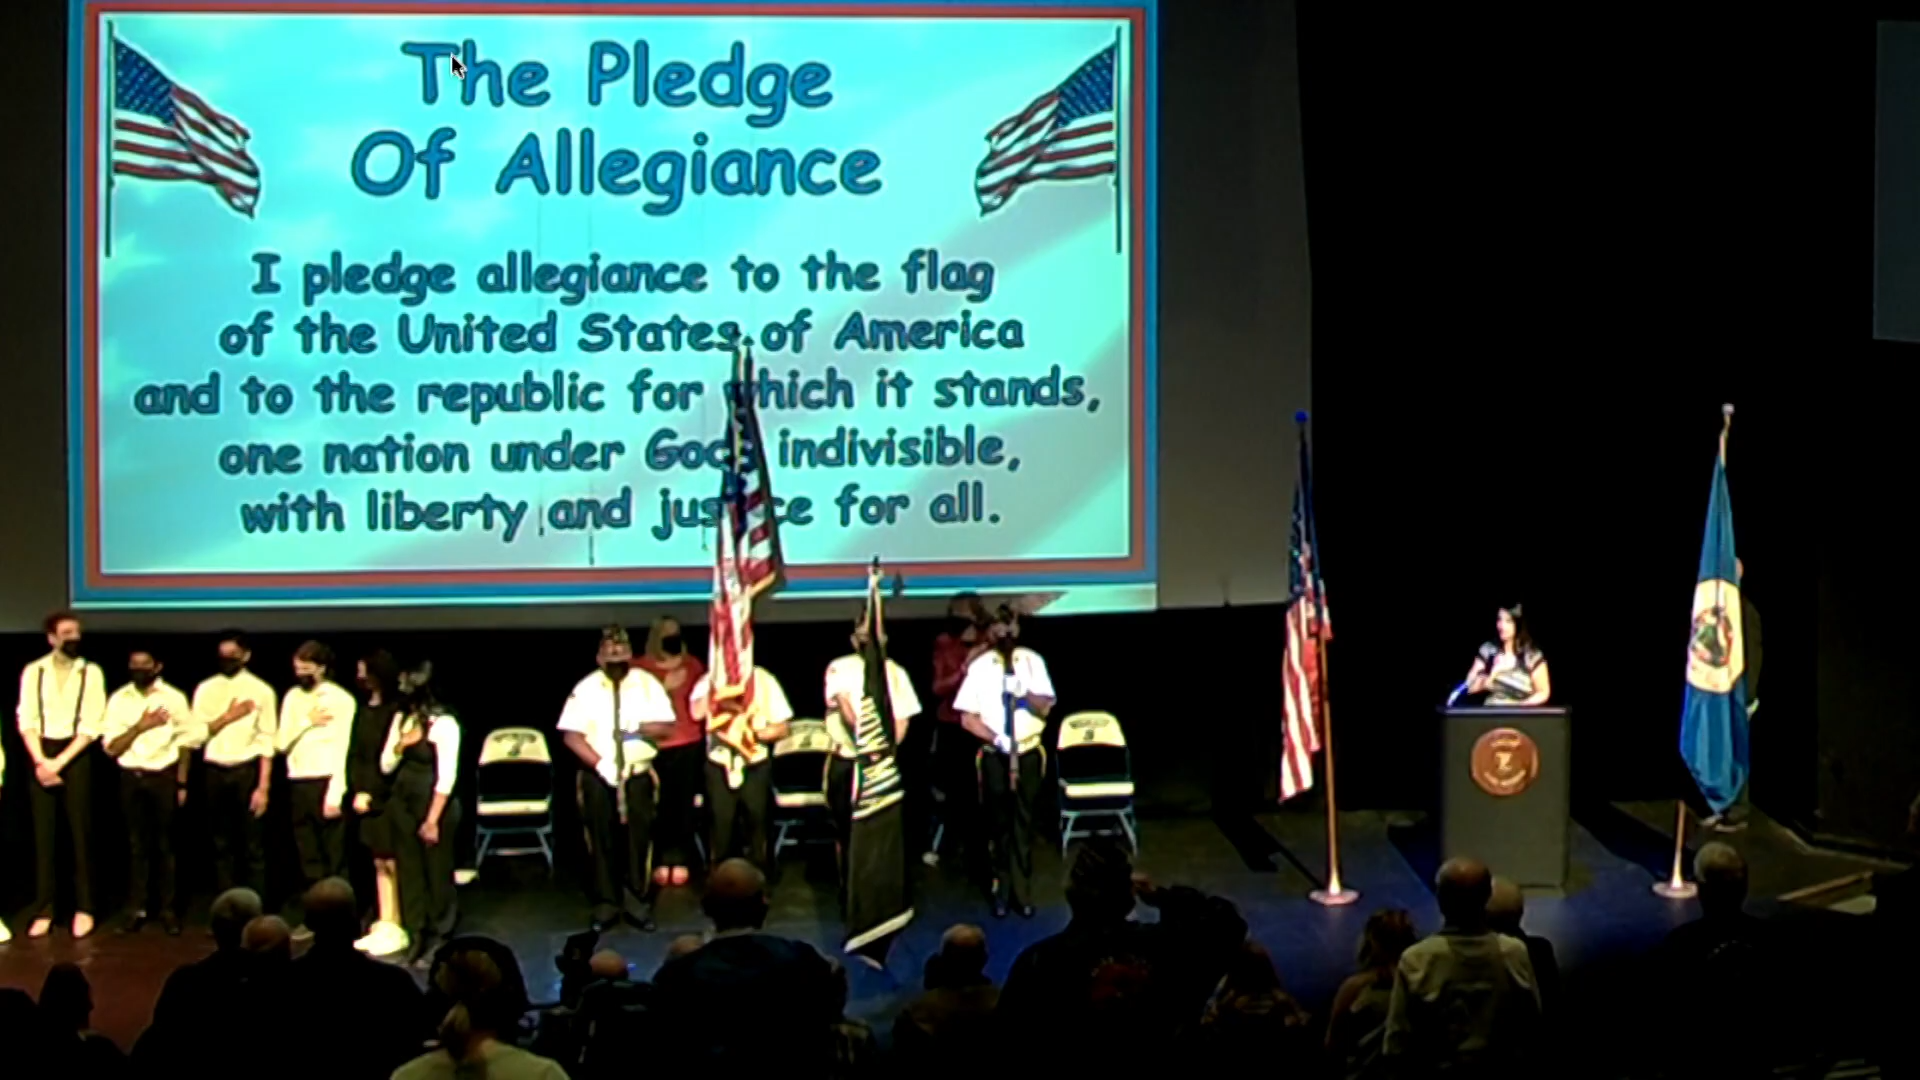 The Pledge
Of Allegiance
I pledge allegiance to the flag
of the United States of America
and to the republic for which it stands,
one nation under God, indivisible,
with liberty and justice for all.